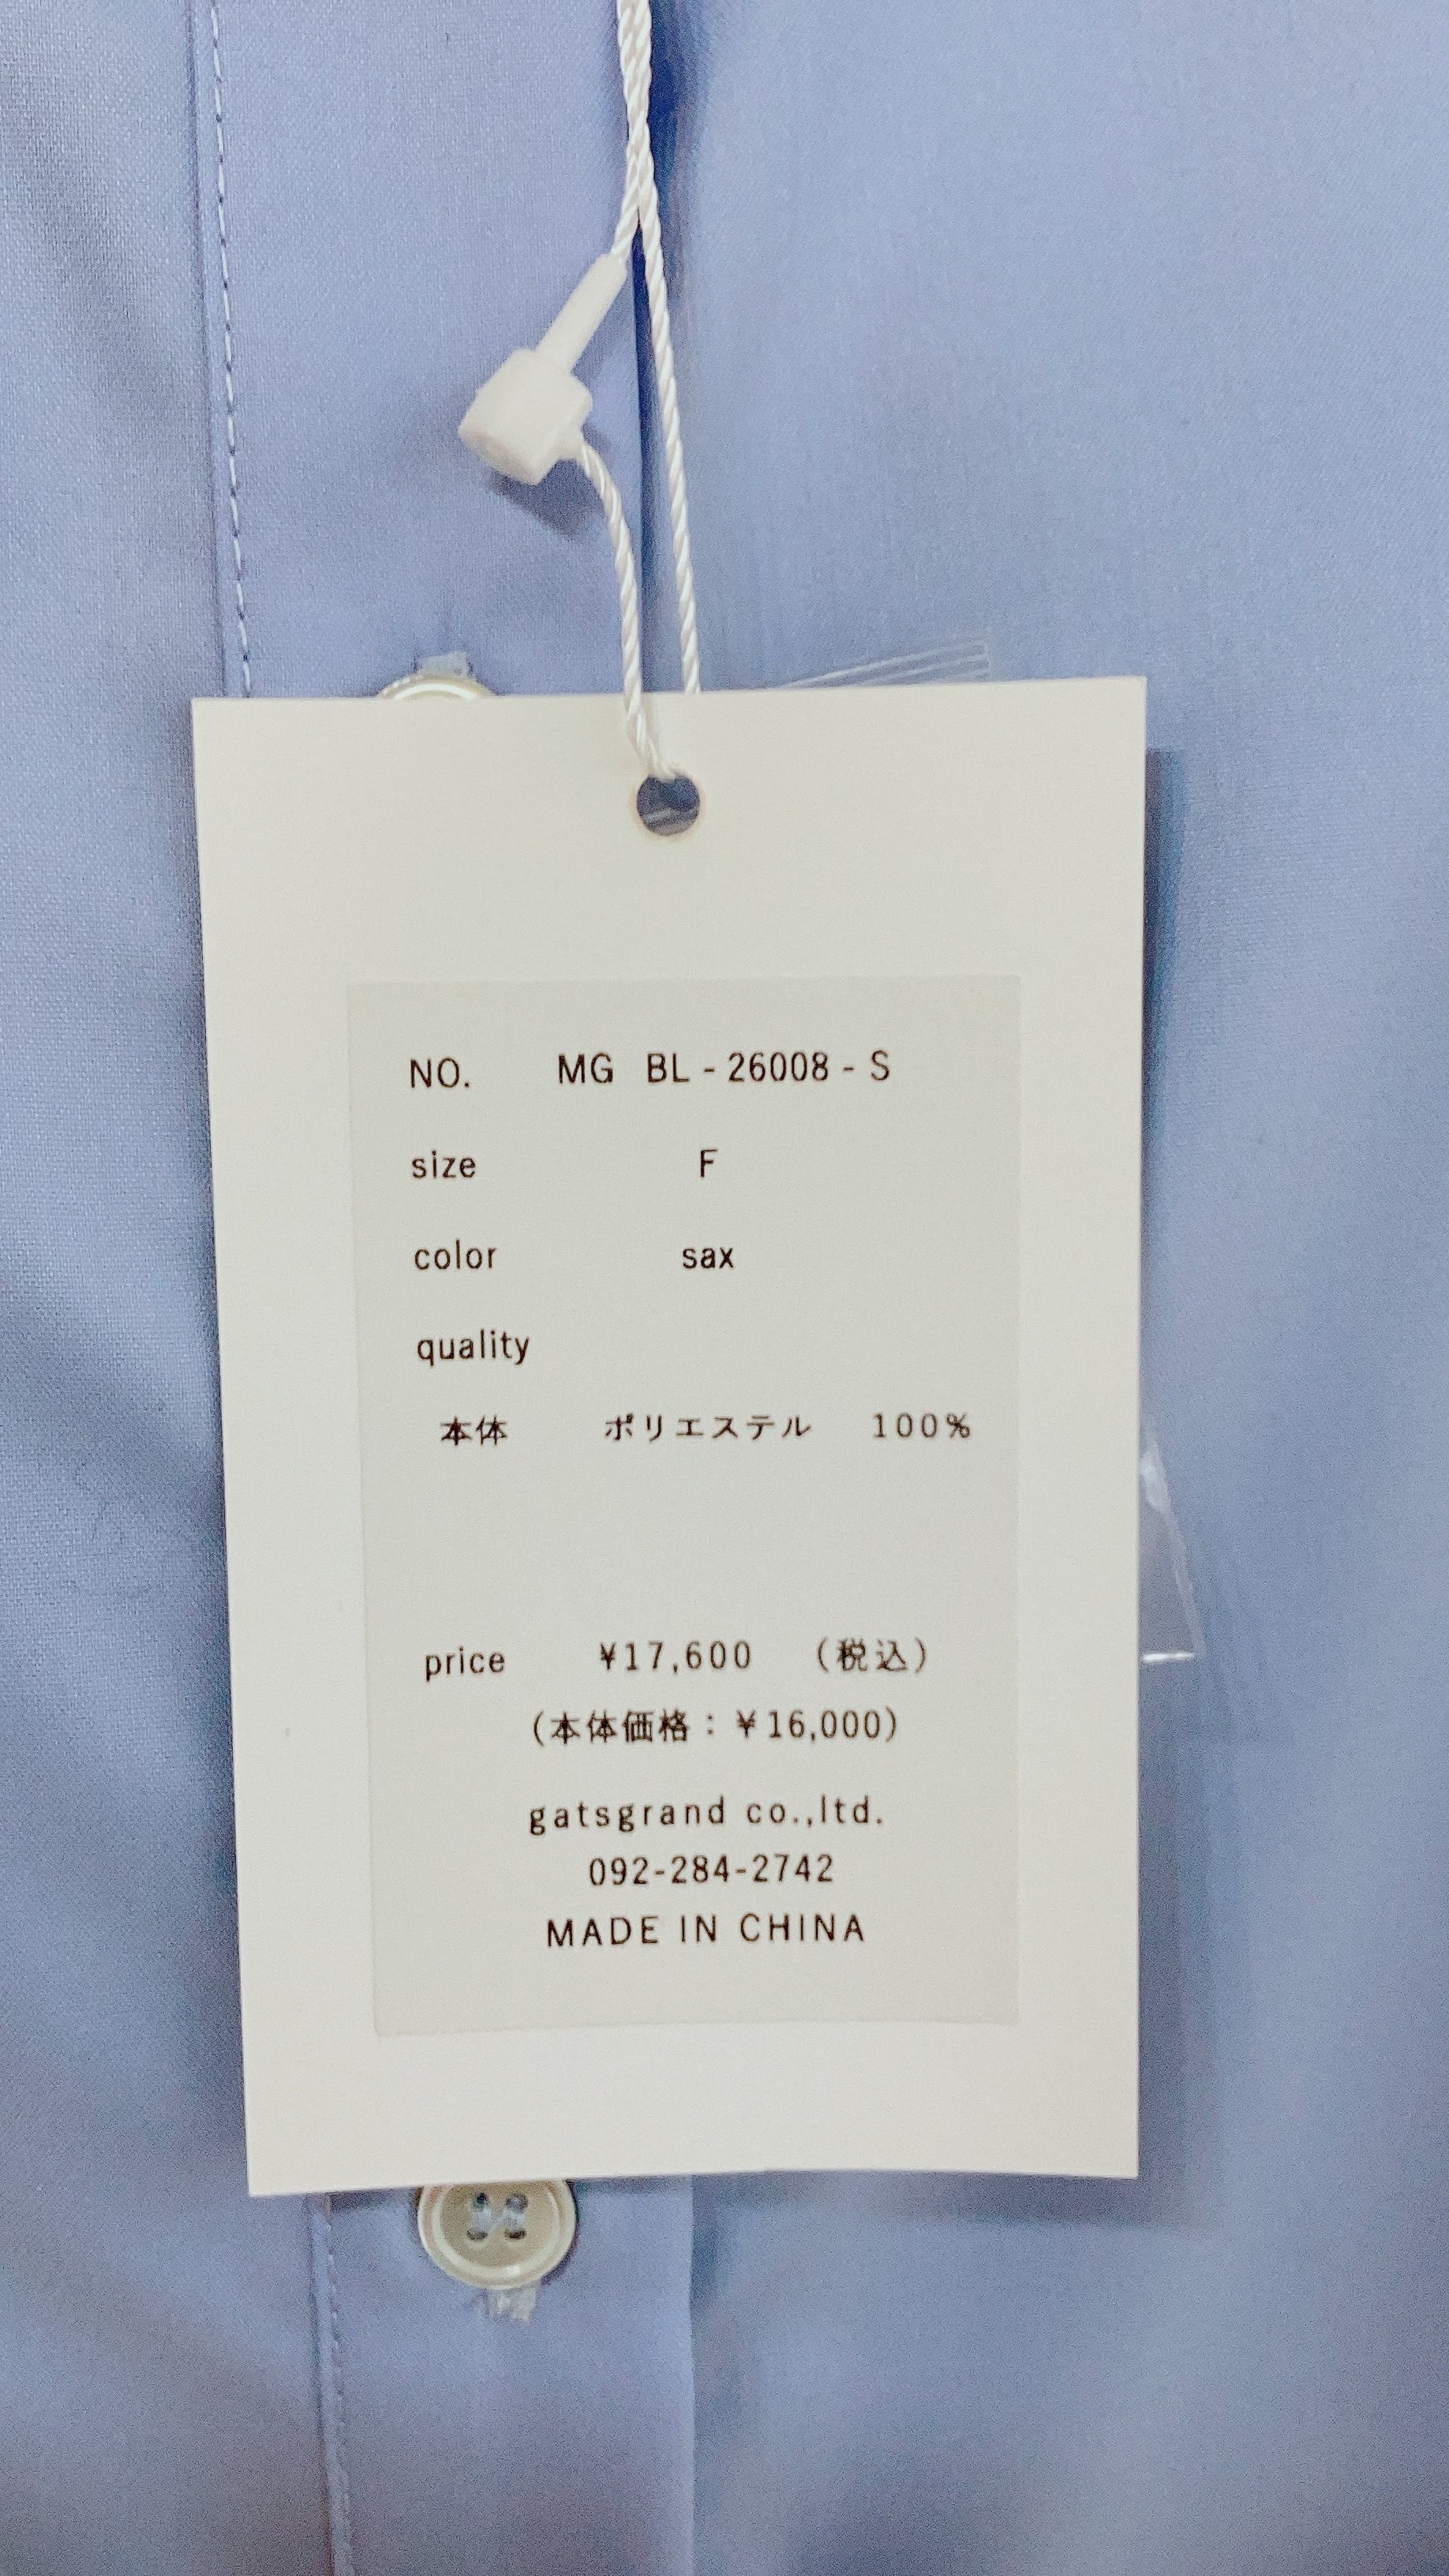 NO. MG BL - 26008 - S
size F
color sax
quality
本体 ポリエステル 100%
price ¥17,600 (税込)
(本体価格：¥16,000)
gatsgrand co.,ltd.
092-284-2742
MADE IN CHINA